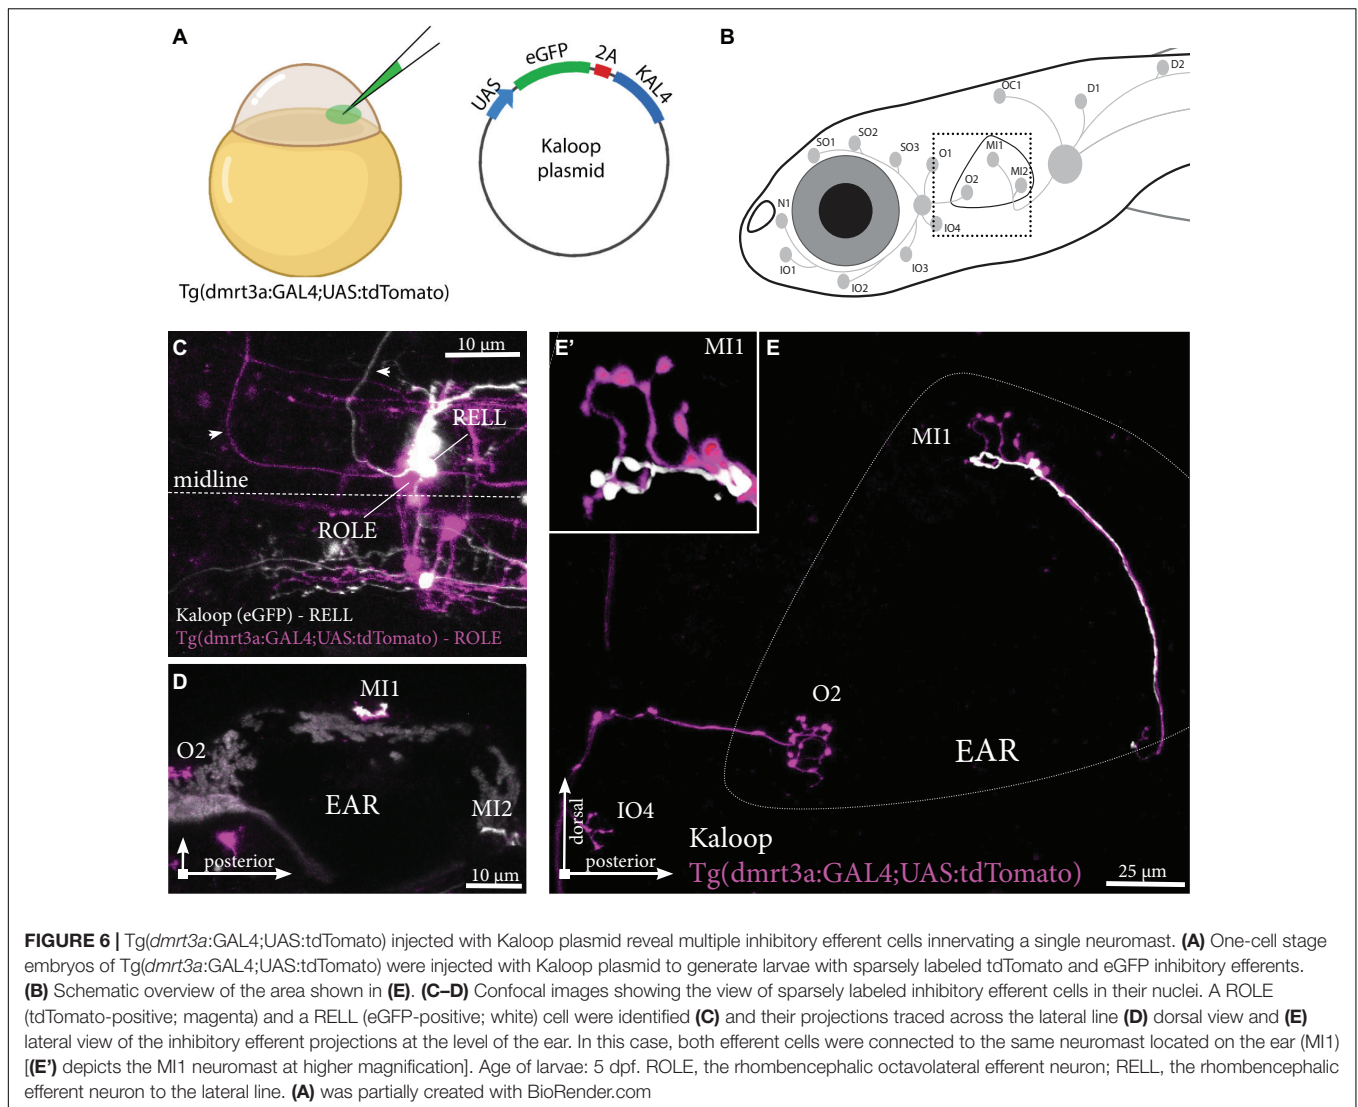 A
UAS
eGFP
2A
KAL4
Kaloop
plasmid
Tg(dmrt3a:GAL4;UAS:tdTomato)
B
OC1
D1
D2
SO1
SO2
SO3
O1
MI1
MI2
O2
N1
IO4
IO1
IO2
IO3
C
10 µm
RELL
midline
ROLE
Kaloop (eGFP) - RELL
Tg(dmrt3a:GAL4;UAS:tdTomato) - ROLE
D
MI1
O2
EAR
MI2
posterior
10 µm
E'
MI1
E
MI1
O2
EAR
IO4
dorsal
posterior
Kaloop
Tg(dmrt3a:GAL4;UAS:tdTomato)
25 µm
FIGURE 6 | Tg(dmrt3a:GAL4;UAS:tdTomato) injected with Kaloop plasmid reveal multiple inhibitory efferent cells innervating a single neuromast. (A) One-cell stage
embryos of Tg(dmrt3a:GAL4;UAS:tdTomato) were injected with Kaloop plasmid to generate larvae with sparsely labeled tdTomato and eGFP inhibitory efferents.
(B) Schematic overview of the area shown in (E). (C–D) Confocal images showing the view of sparsely labeled inhibitory efferent cells in their nuclei. A ROLE
(tdTomato-positive; magenta) and a RELL (eGFP-positive; white) cell were identified (C) and their projections traced across the lateral line (D) dorsal view and (E)
lateral view of the inhibitory efferent projections at the level of the ear. In this case, both efferent cells were connected to the same neuromast located on the ear (MI1)
[(E') depicts the MI1 neuromast at higher magnification]. Age of larvae: 5 dpf. ROLE, the rhombencephalic octavolateral efferent neuron; RELL, the rhombencephalic
efferent neuron to the lateral line. (A) was partially created with BioRender.com